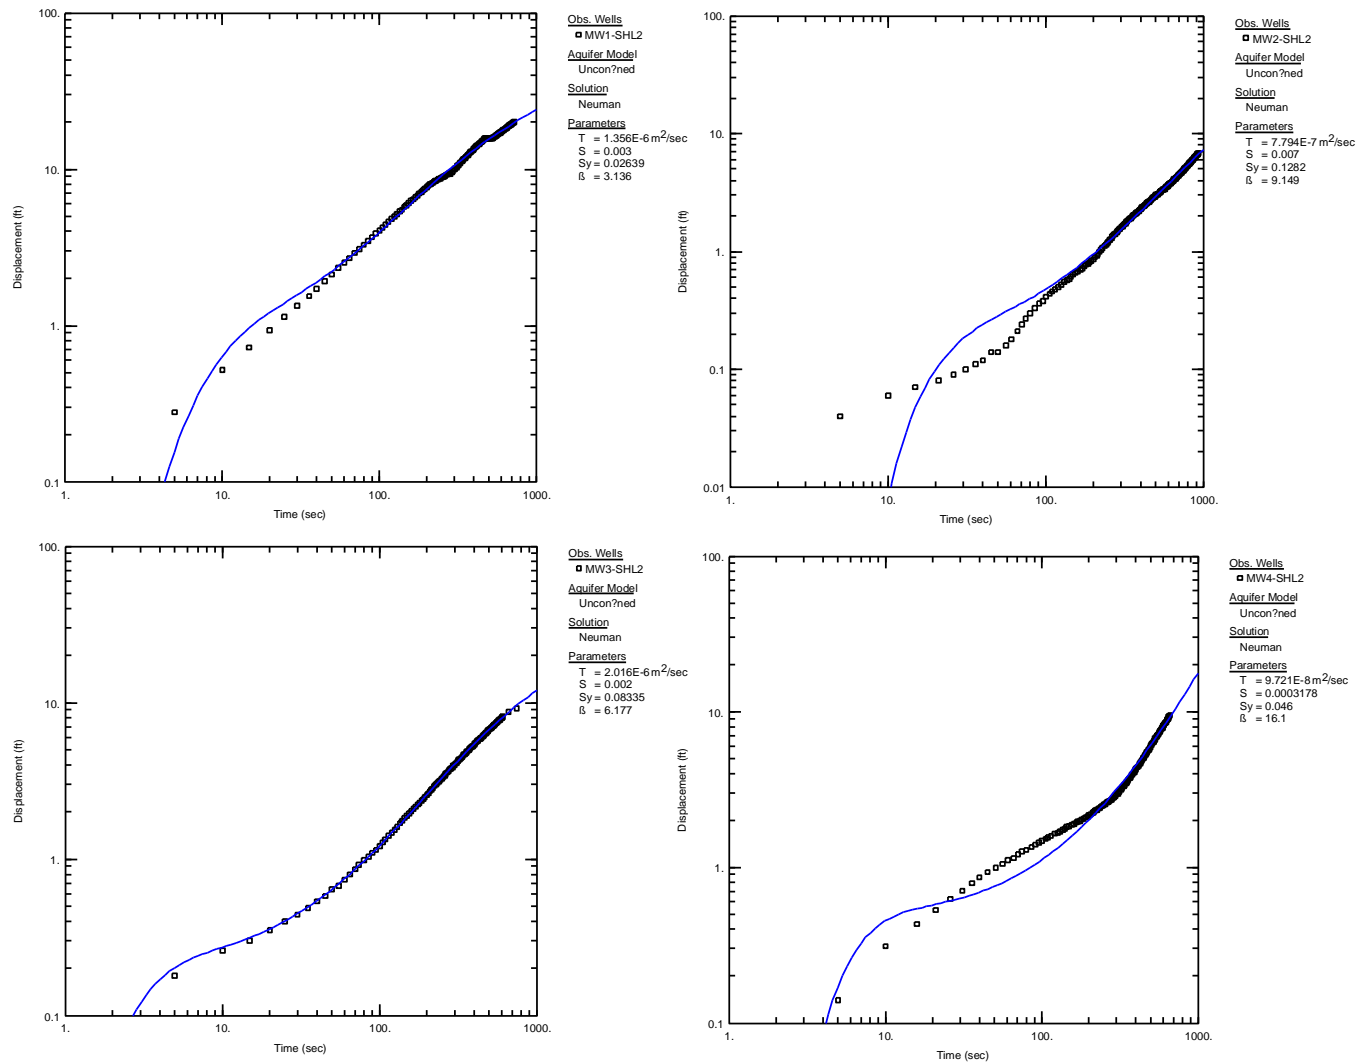 100.
10.
1.
0.1
1.
10.
100.
1000.
Time (sec)
Displacement (ft)
Obs. Wells
MW1-SHL2
Aquifer Model
Uncon?ned
Solution
Neuman
Parameters
T = 1.356E-6 m2/sec
S = 0.003
Sy = 0.02639
ß = 3.136
100.
10.
1.
0.1
0.01
1.
10.
100.
1000.
Time (sec)
Displacement (ft)
Obs. Wells
MW2-SHL2
Aquifer Model
Uncon?ned
Solution
Neuman
Parameters
T = 7.794E-7 m2/sec
S = 0.007
Sy = 0.1282
ß = 9.149
100.
10.
1.
0.1
1.
10.
100.
1000.
Time (sec)
Displacement (ft)
Obs. Wells
MW3-SHL2
Aquifer Model
Uncon?ned
Solution
Neuman
Parameters
T = 2.016E-6 m2/sec
S = 0.002
Sy = 0.08335
ß = 6.177
100.
10.
1.
0.1
1.
10.
100.
1000.
Time (sec)
Displacement (ft)
Obs. Wells
MW4-SHL2
Aquifer Model
Uncon?ned
Solution
Neuman
Parameters
T = 9.721E-8 m2/sec
S = 0.0003178
Sy = 0.046
ß = 16.1